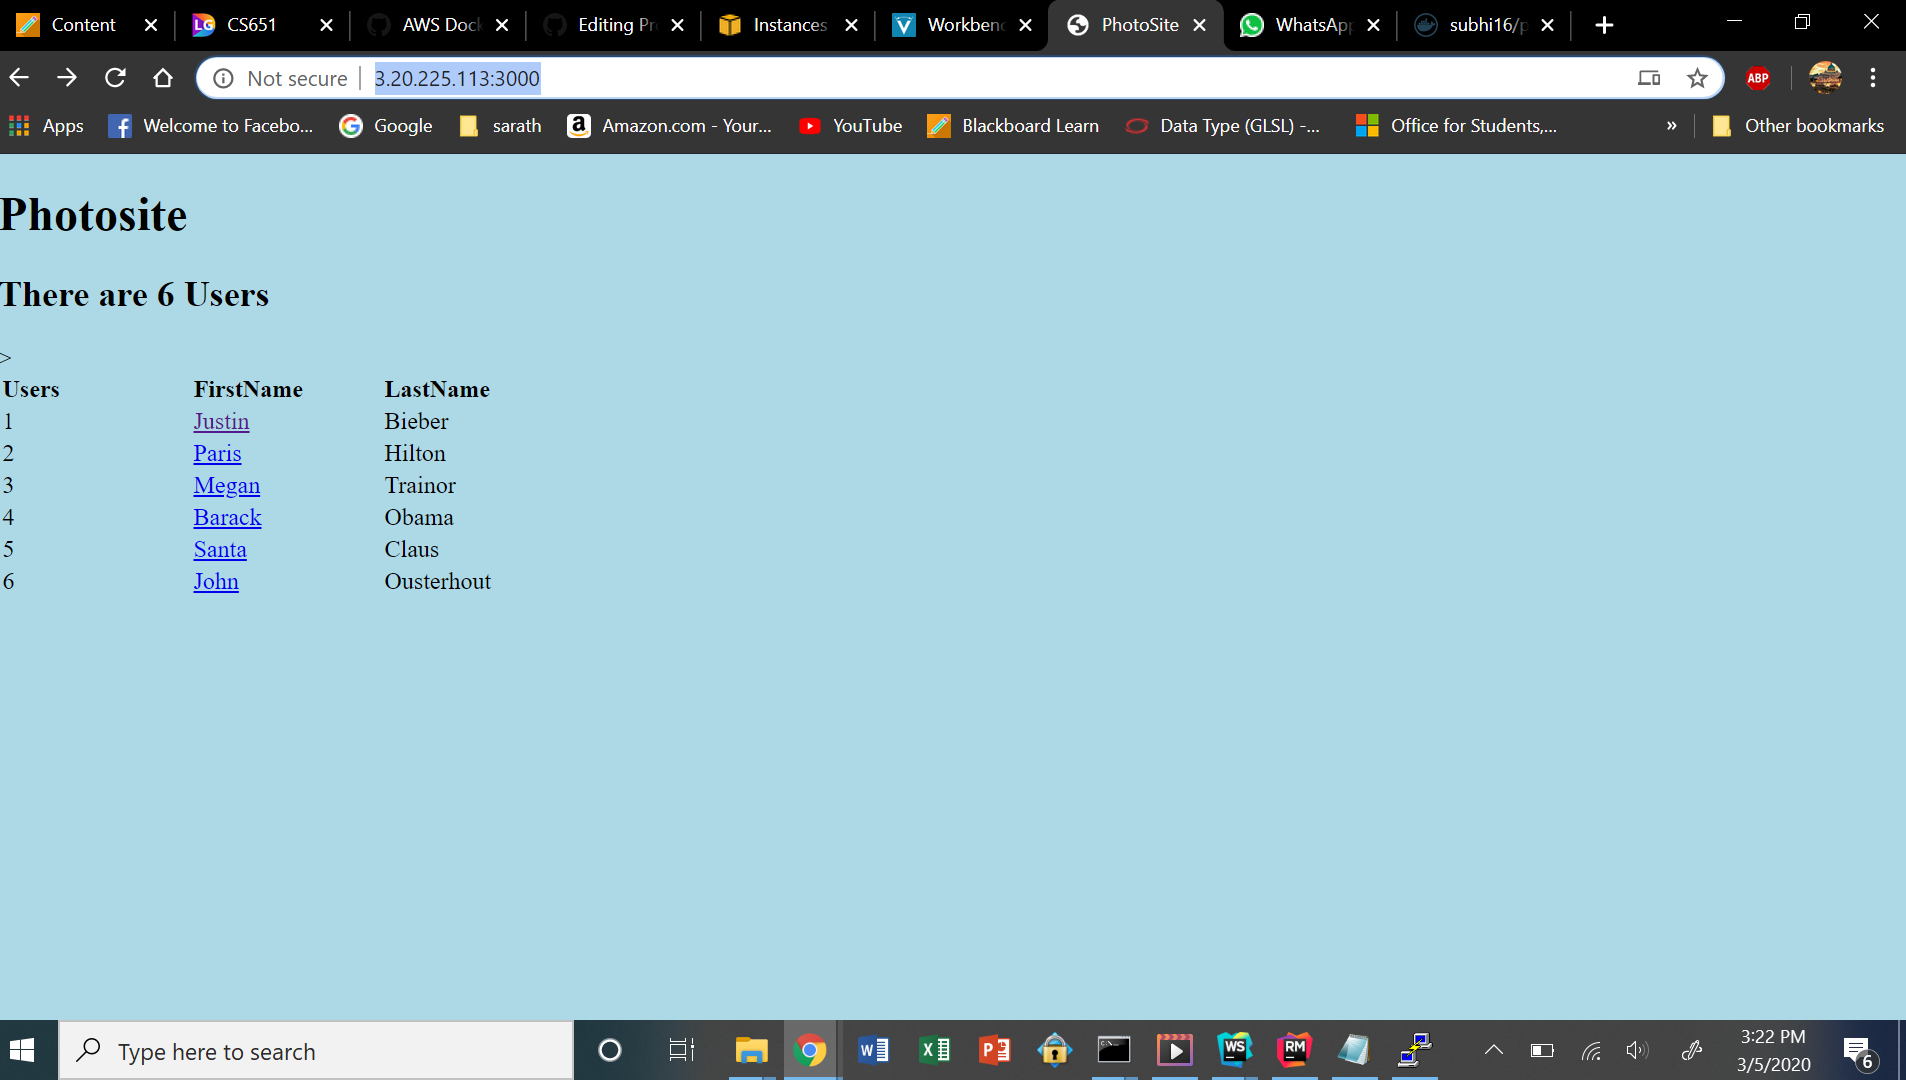 Content CS651 AWS Dock Editing Pr Instances Workbenc PhotoSite WhatsApp subhi16/p
Not secure 3.20.225.113:3000 ABP
Apps Welcome to Facebo... Google sarath Amazon.com - Your... YouTube Blackboard Learn Data Type (GLSL) -... Office for Students,... » Other bookmarks
Photosite
There are 6 Users
>
Users FirstName LastName
1 Justin Bieber
2 Paris Hilton
3 Megan Trainor
4 Barack Obama
5 Santa Claus
6 John Ousterhout
Type here to search
3:22 PM
3/5/2020
6